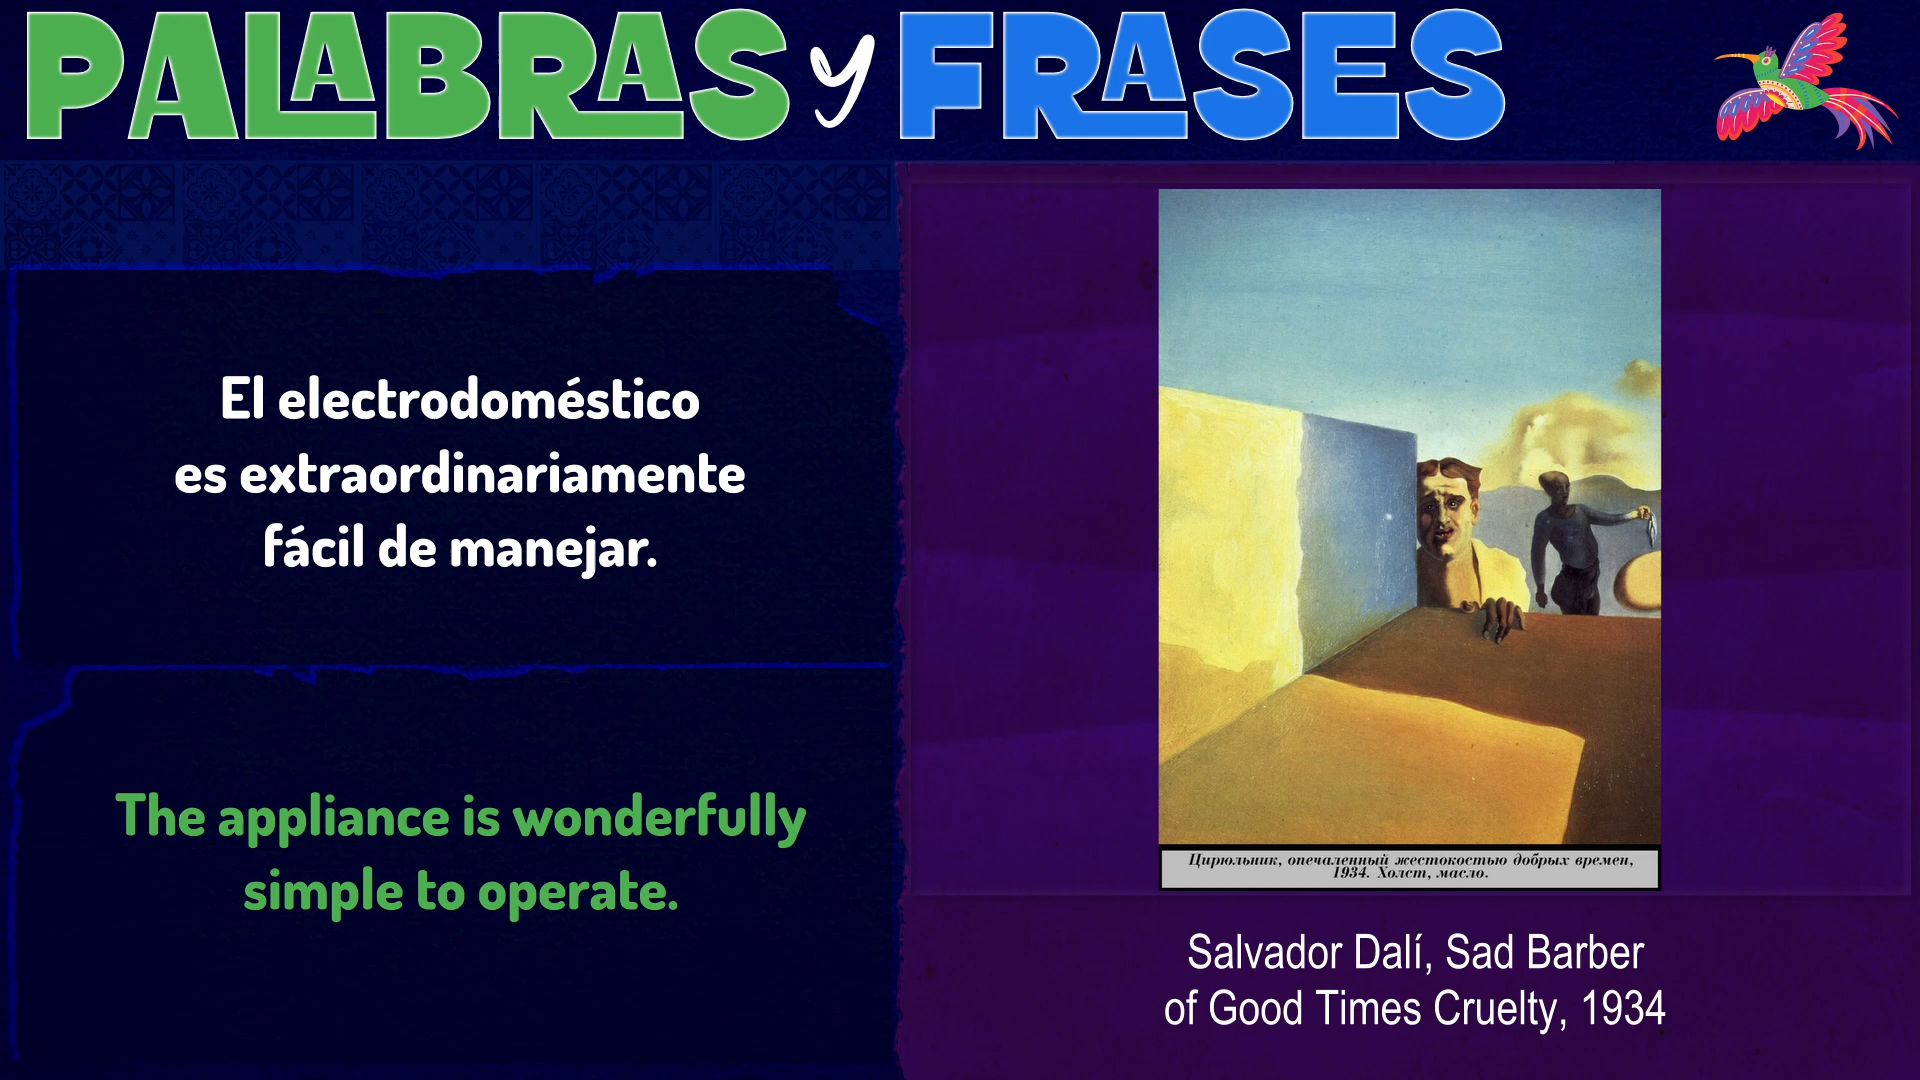 PALABRAS y FRASES
El electrodoméstico
es extraordinariamente
fácil de manejar.
The appliance is wonderfully
simple to operate.
Цирюльник, опечаленный жестокостью добрых времен,
1934. Холст, масло.
Salvador Dalí, Sad Barber
of Good Times Cruelty, 1934